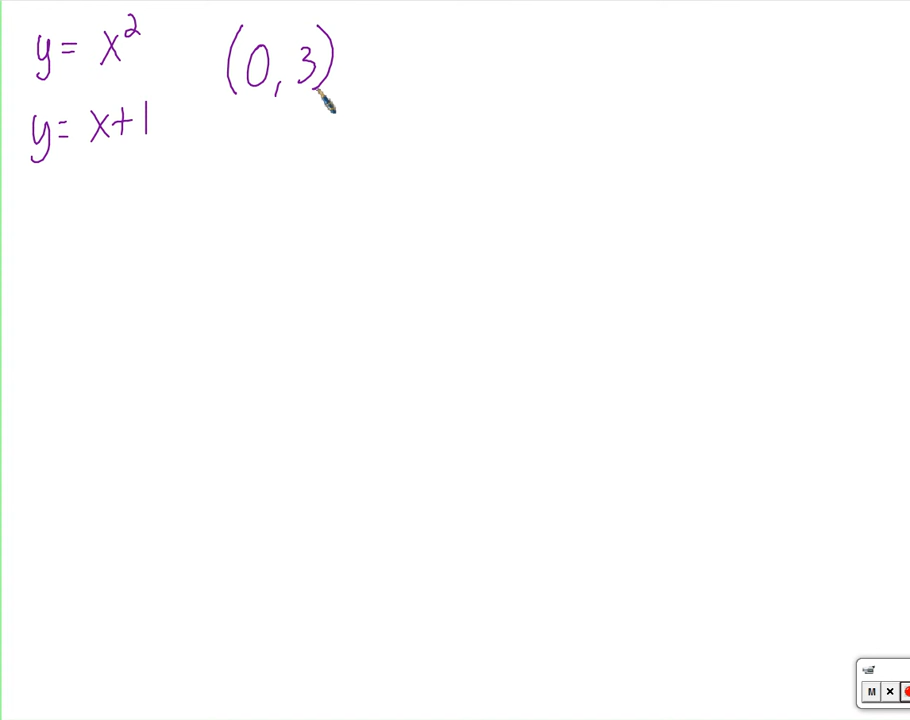 y = x² (0, 3)
y = x+1
M